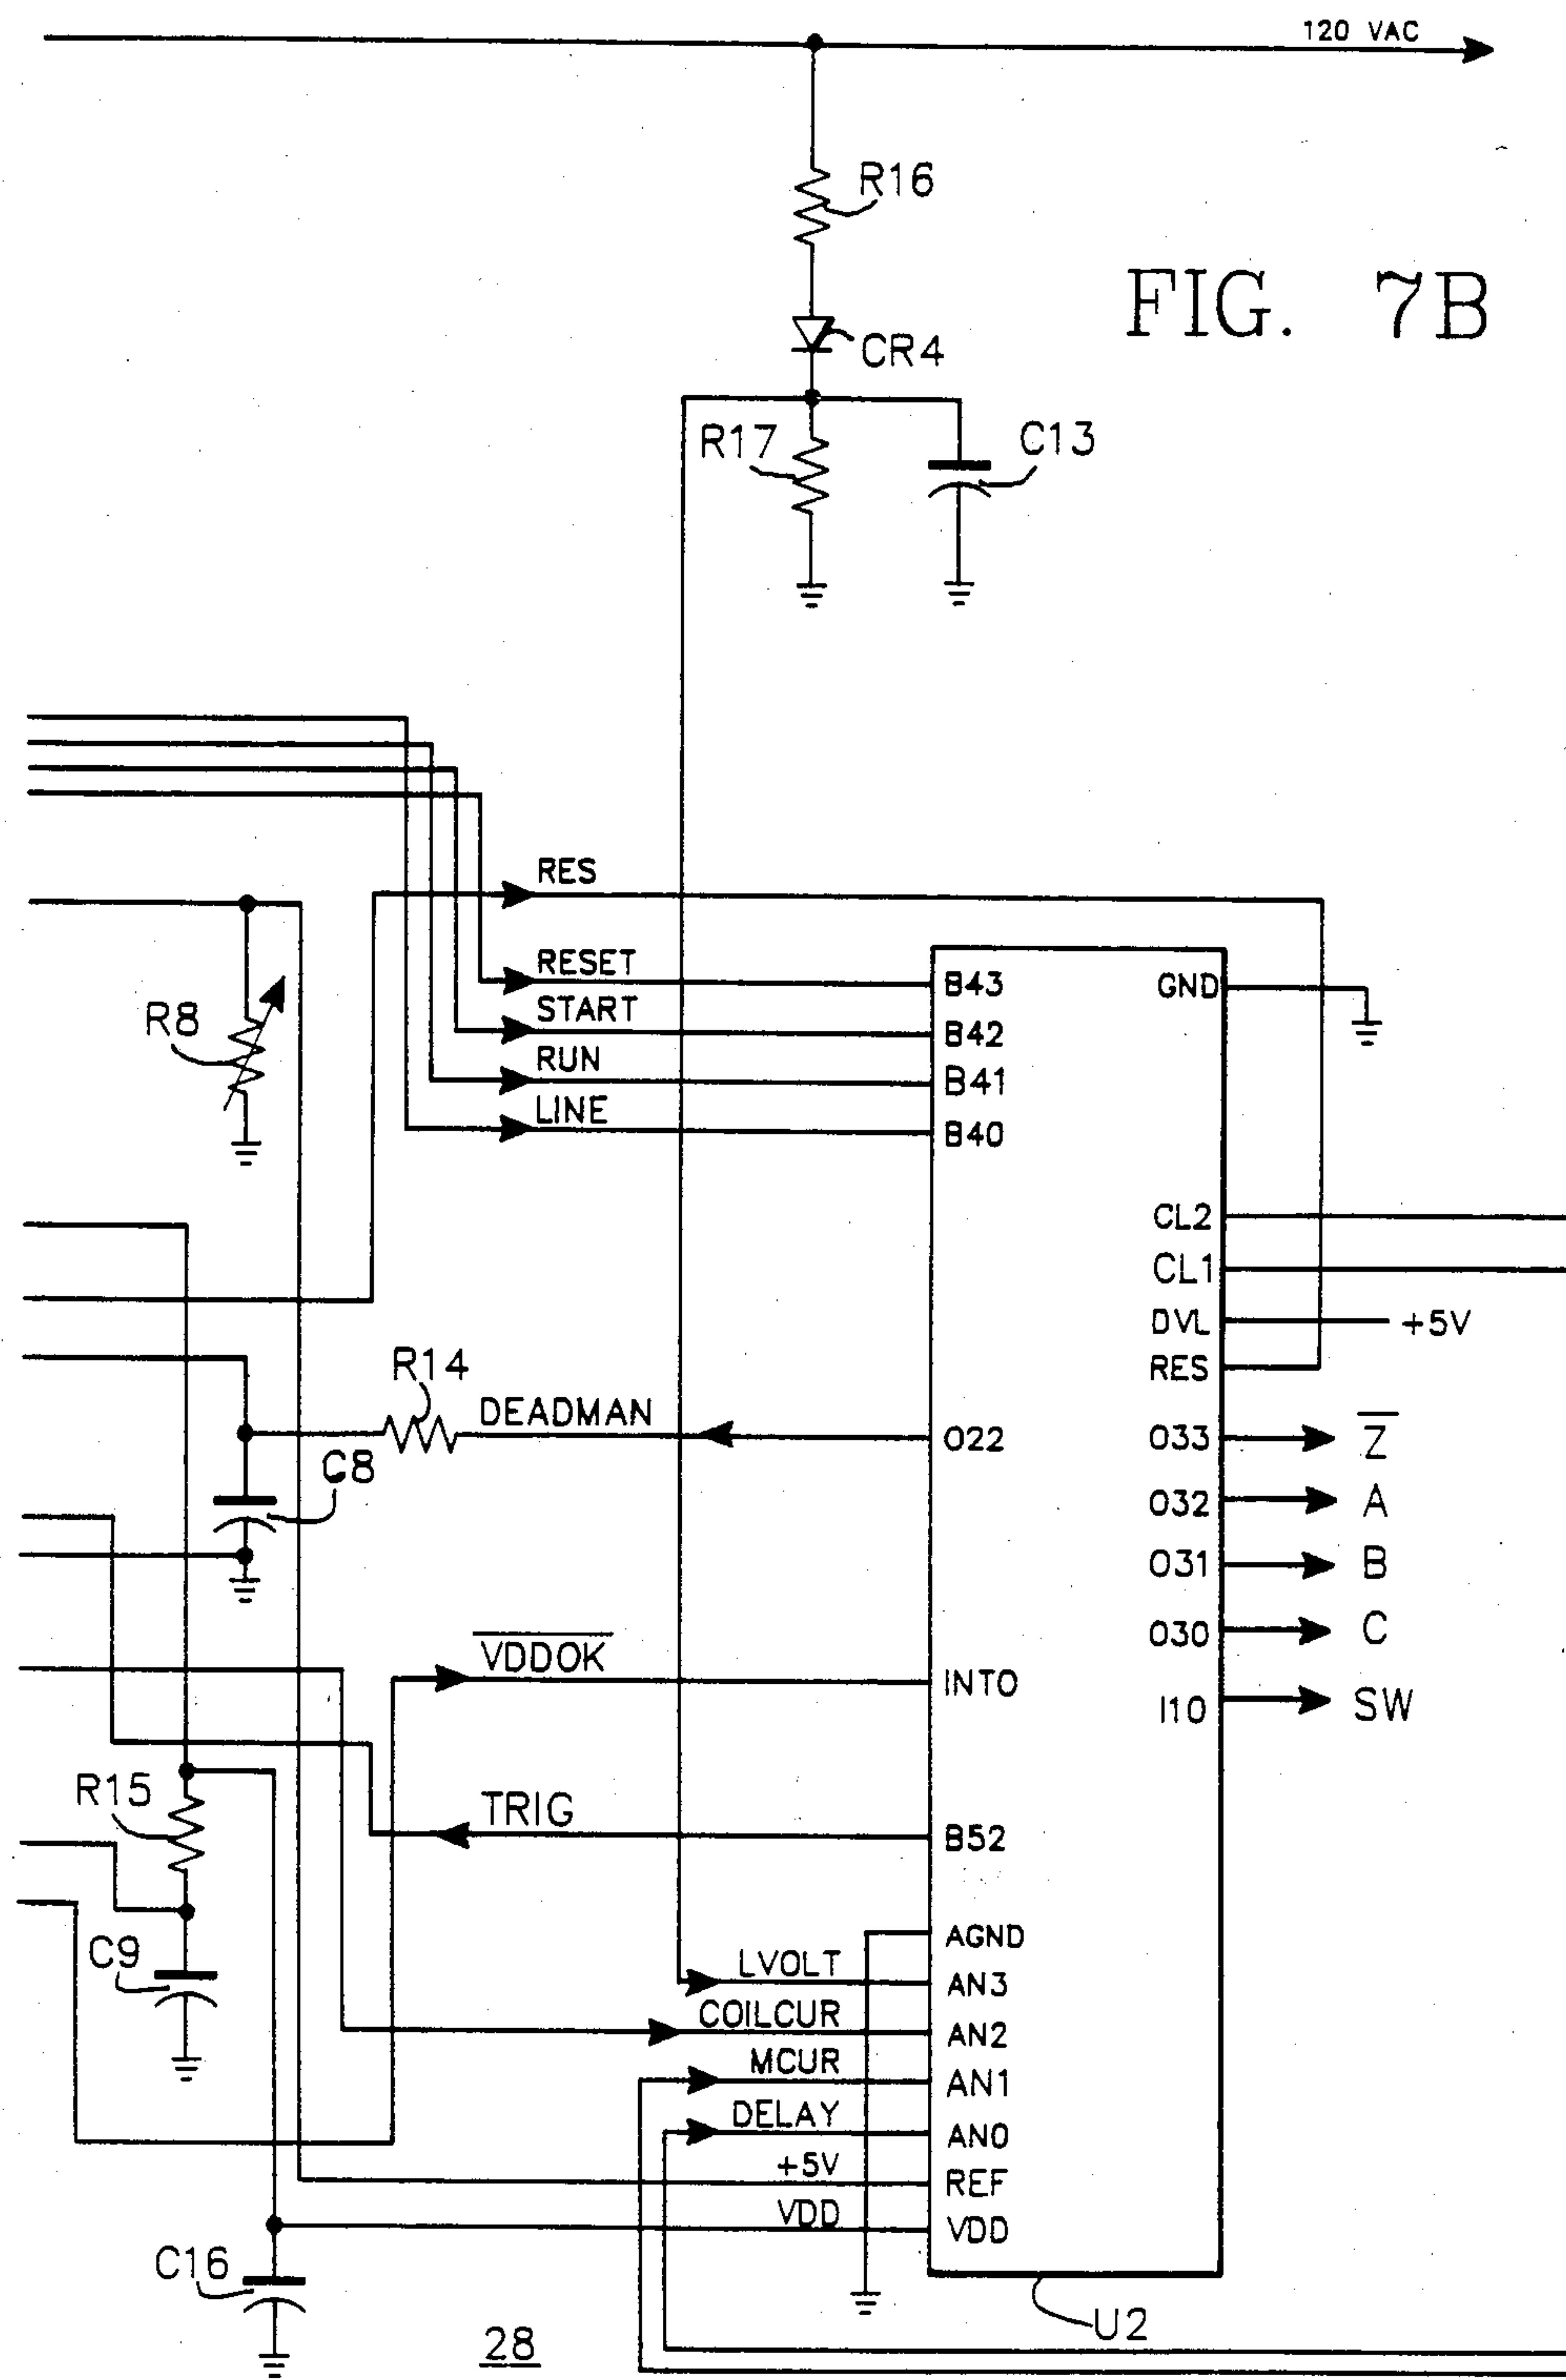 120 VAC
R16
FIG. 7B
CR4
R17
C13
RES
RESET
B43
GND
START
B42
R8
RUN
B41
LINE
B40
CL2
CL1
DVL
+5V
R14
RES
DEADMAN
O22
O33
Z
C8
O32
A
O31
B
O30
C
VDDOK
INTO
I10
SW
R15
TRIG
B52
C9
AGND
LVOLT
AN3
COILCUR
AN2
MCUR
AN1
DELAY
AN0
+5V
REF
VDD
VDD
C16
U2
28